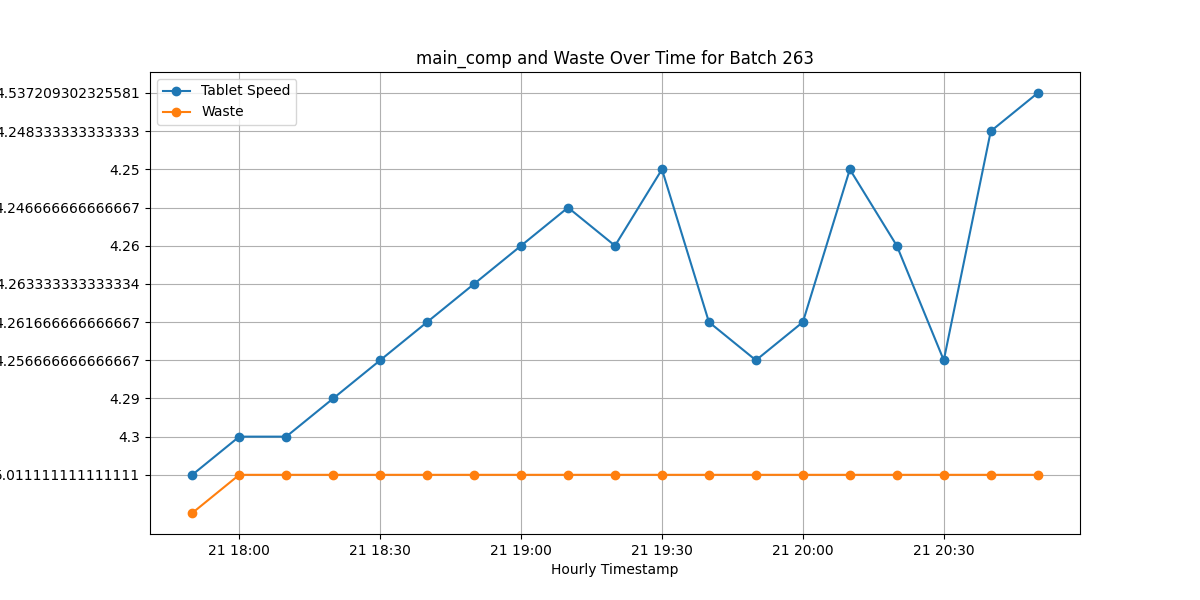 main_comp and Waste Over Time for Batch 263
Tablet Speed
Waste
4.537209302325581
4.248333333333333
4.25
4.246666666666667
4.26
4.263333333333334
4.261666666666667
4.256666666666667
4.29
4.3
5.011111111111111
21 18:00 21 18:30 21 19:00 21 19:30 21 20:00 21 20:30
Hourly Timestamp